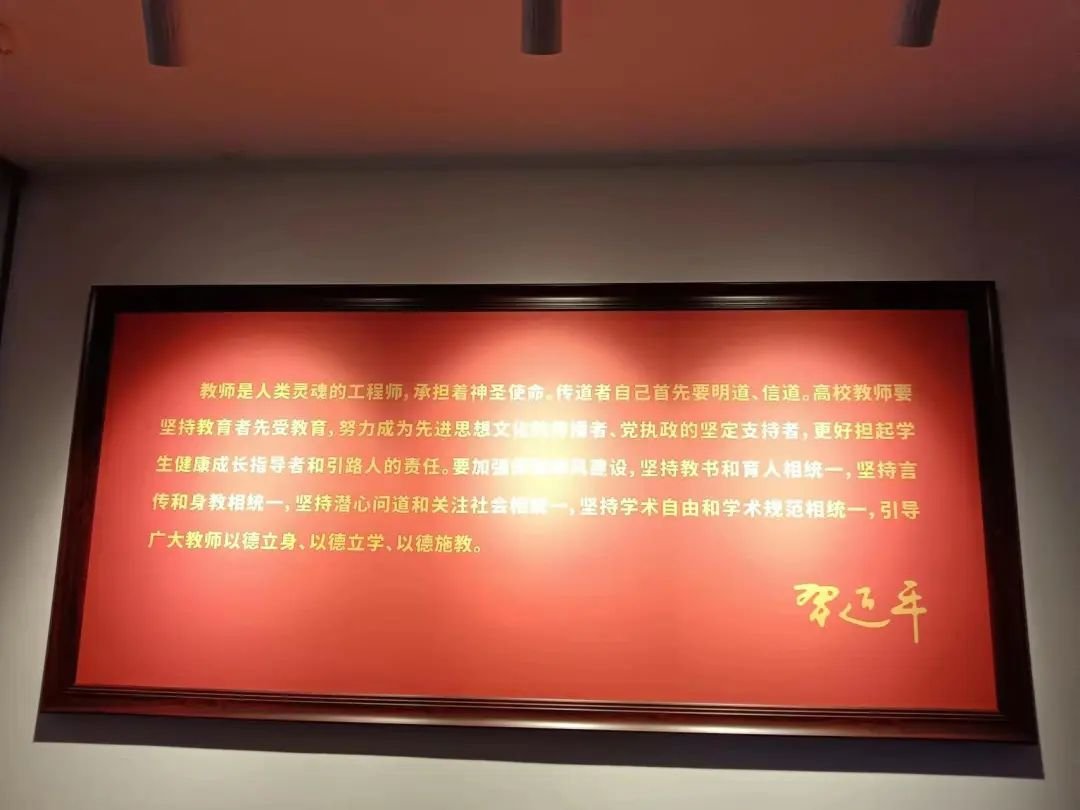 教师是人类灵魂的工程师，承担着神圣使命。传道者自己首先要明道、信道。高校教师要
坚持教育者先受教育，努力成为先进思想文化的传播者、党执政的坚定支持者，更好担起学
生健康成长指导者和引路人的责任。要加强师德师风建设，坚持教书和育人相统一，坚持言
传和身教相统一，坚持潜心问道和关注社会相统一，坚持学术自由和学术规范相统一，引导
广大教师以德立身、以德立学、以德施教。
习近平